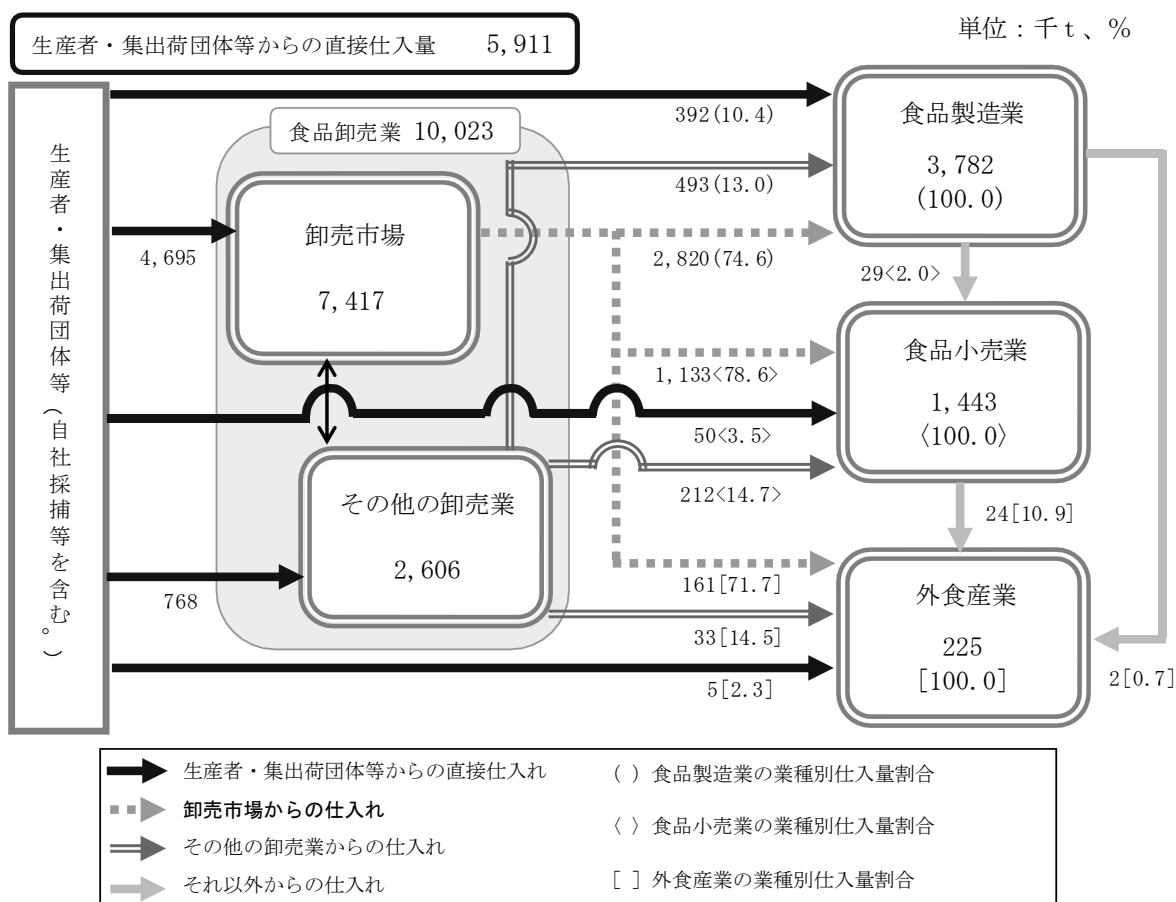 生産者・集出荷団体等からの直接仕入量 5,911
単位：千ｔ、％
生産者・集出荷団体等（自社採捕等を含む。）
食品卸売業 10,023
卸売市場
7,417
その他の卸売業
2,606
4,695
768
392(10.4)
493(13.0)
2,820(74.6)
食品製造業
3,782
(100.0)
29<2.0>
1,133<78.6>
50<3.5>
212<14.7>
食品小売業
1,443
〈100.0〉
24[10.9]
161[71.7]
33[14.5]
5[2.3]
外食産業
225
[100.0]
2[0.7]
生産者・集出荷団体等からの直接仕入れ
卸売市場からの仕入れ
その他の卸売業からの仕入れ
それ以外からの仕入れ
( ) 食品製造業の業種別仕入量割合
〈 〉 食品小売業の業種別仕入量割合
[ ] 外食産業の業種別仕入量割合